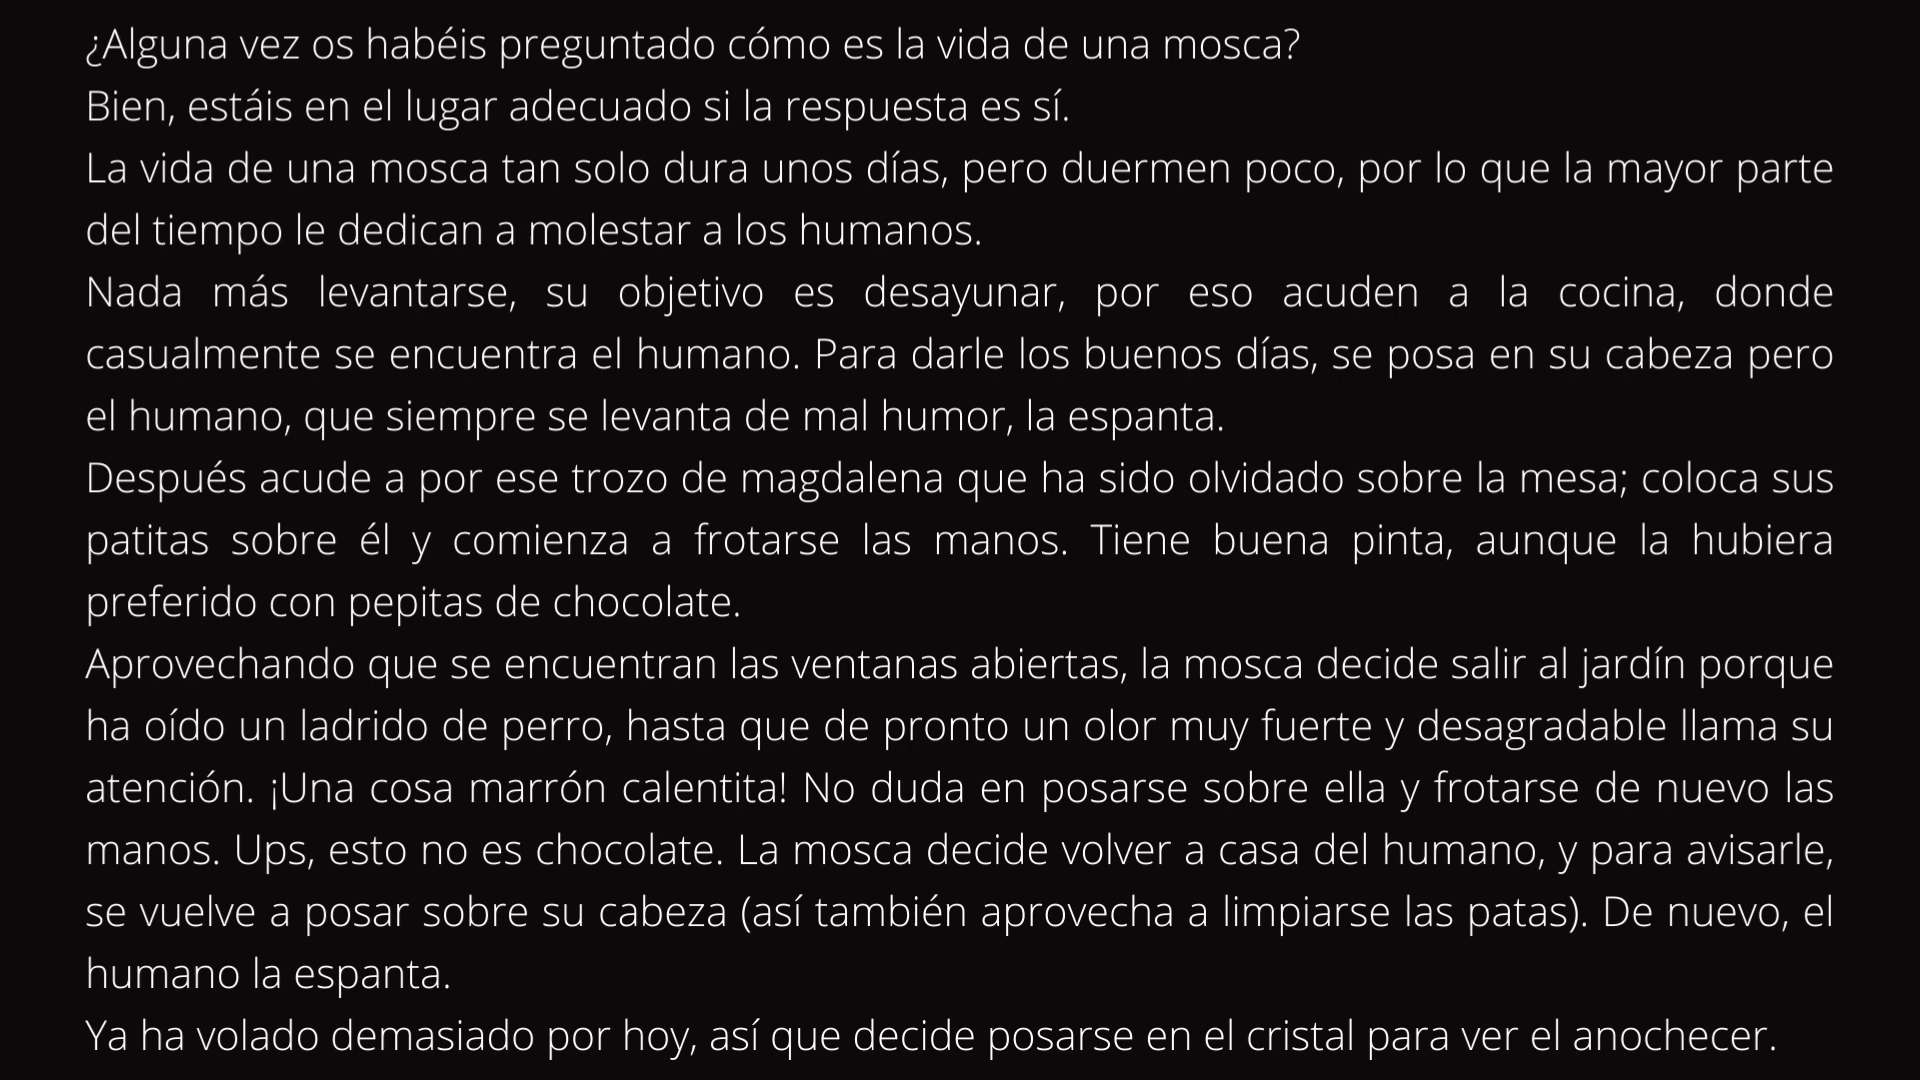 ¿Alguna vez os habéis preguntado cómo es la vida de una mosca?
Bien, estáis en el lugar adecuado si la respuesta es sí.
La vida de una mosca tan solo dura unos días, pero duermen poco, por lo que la mayor parte
del tiempo le dedican a molestar a los humanos.
Nada más levantarse, su objetivo es desayunar, por eso acuden a la cocina, donde
casualmente se encuentra el humano. Para darle los buenos días, se posa en su cabeza pero
el humano, que siempre se levanta de mal humor, la espanta.
Después acude a por ese trozo de magdalena que ha sido olvidado sobre la mesa; coloca sus
patitas sobre él y comienza a frotarse las manos. Tiene buena pinta, aunque la hubiera
preferido con pepitas de chocolate.
Aprovechando que se encuentran las ventanas abiertas, la mosca decide salir al jardín porque
ha oído un ladrido de perro, hasta que de pronto un olor muy fuerte y desagradable llama su
atención. ¡Una cosa marrón calentita! No duda en posarse sobre ella y frotarse de nuevo las
manos. Ups, esto no es chocolate. La mosca decide volver a casa del humano, y para avisarle,
se vuelve a posar sobre su cabeza (así también aprovecha a limpiarse las patas). De nuevo, el
humano la espanta.
Ya ha volado demasiado por hoy, así que decide posarse en el cristal para ver el anochecer.